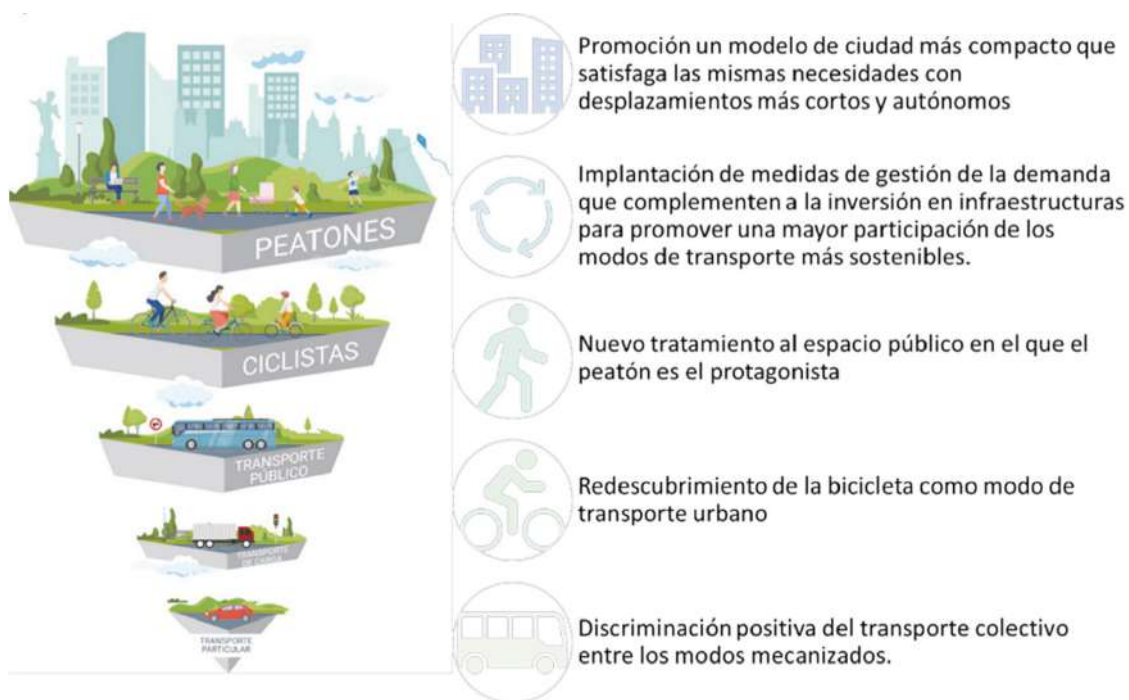 PEATONES
CICLISTAS
TRANSPORTE
PÚBLICO
TRANSPORTE
DE CARGA
TRANSPORTE
PARTICULAR
Promoción un modelo de ciudad más compacto que
satisfaga las mismas necesidades con
desplazamientos más cortos y autónomos
Implantación de medidas de gestión de la demanda
que complementen a la inversión en infraestructuras
para promover una mayor participación de los
modos de transporte más sostenibles.
Nuevo tratamiento al espacio público en el que el
peatón es el protagonista
Redescubrimiento de la bicicleta como modo de
transporte urbano
Discriminación positiva del transporte colectivo
entre los modos mecanizados.